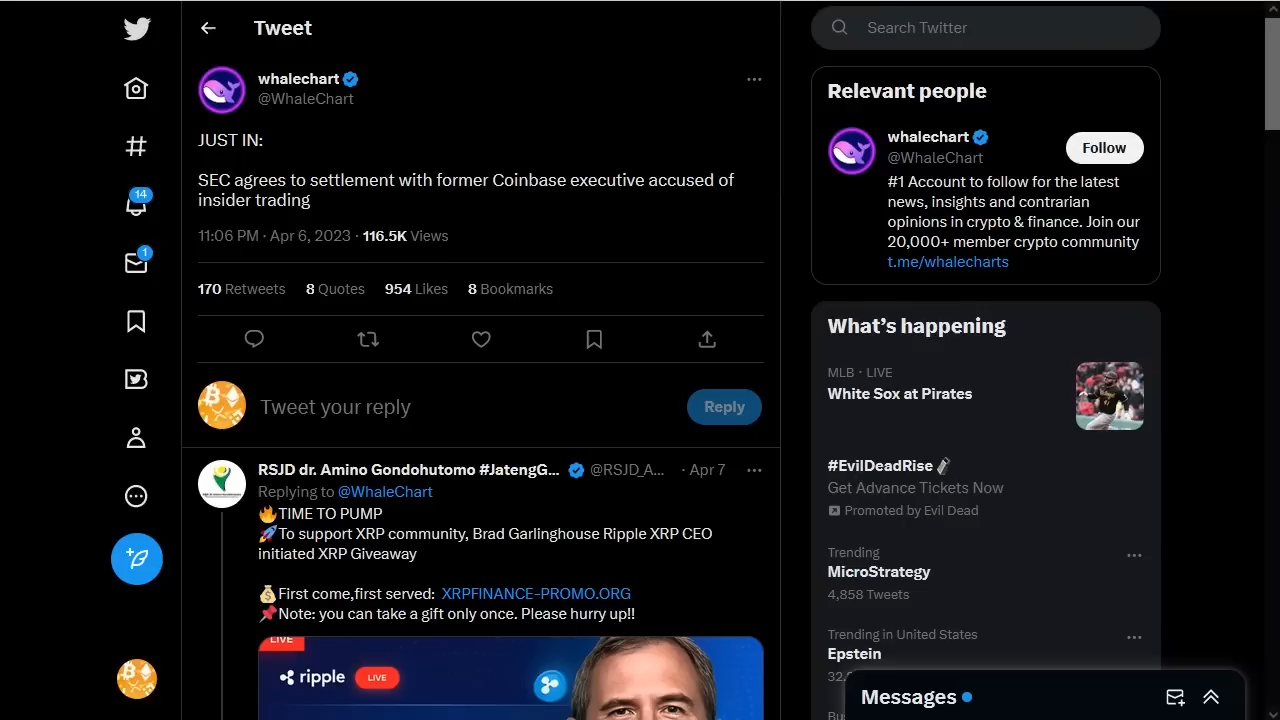 Tweet
whalechart
@WhaleChart
JUST IN:
SEC agrees to settlement with former Coinbase executive accused of
insider trading
11:06 PM · Apr 6, 2023 · 116.5K Views
170 Retweets 8 Quotes 954 Likes 8 Bookmarks
Tweet your reply
Reply
RSJD dr. Amino Gondohutomo #JatengG... @RSJD_A... · Apr 7
Replying to @WhaleChart
🔥TIME TO PUMP
🚀To support XRP community, Brad Garlinghouse Ripple XRP CEO
initiated XRP Giveaway
💰First come,first served: XRPFINANCE-PROMO.ORG
📌Note: you can take a gift only once. Please hurry up!!
LIVE
ripple LIVE
14
1
Search Twitter
Relevant people
whalechart
@WhaleChart
Follow
#1 Account to follow for the latest
news, insights and contrarian
opinions in crypto & finance. Join our
20,000+ member crypto community
t.me/whalecharts
What's happening
MLB · LIVE
White Sox at Pirates
#EvilDeadRise
Get Advance Tickets Now
Promoted by Evil Dead
Trending
MicroStrategy
4,858 Tweets
Trending in United States
Epstein
Messages